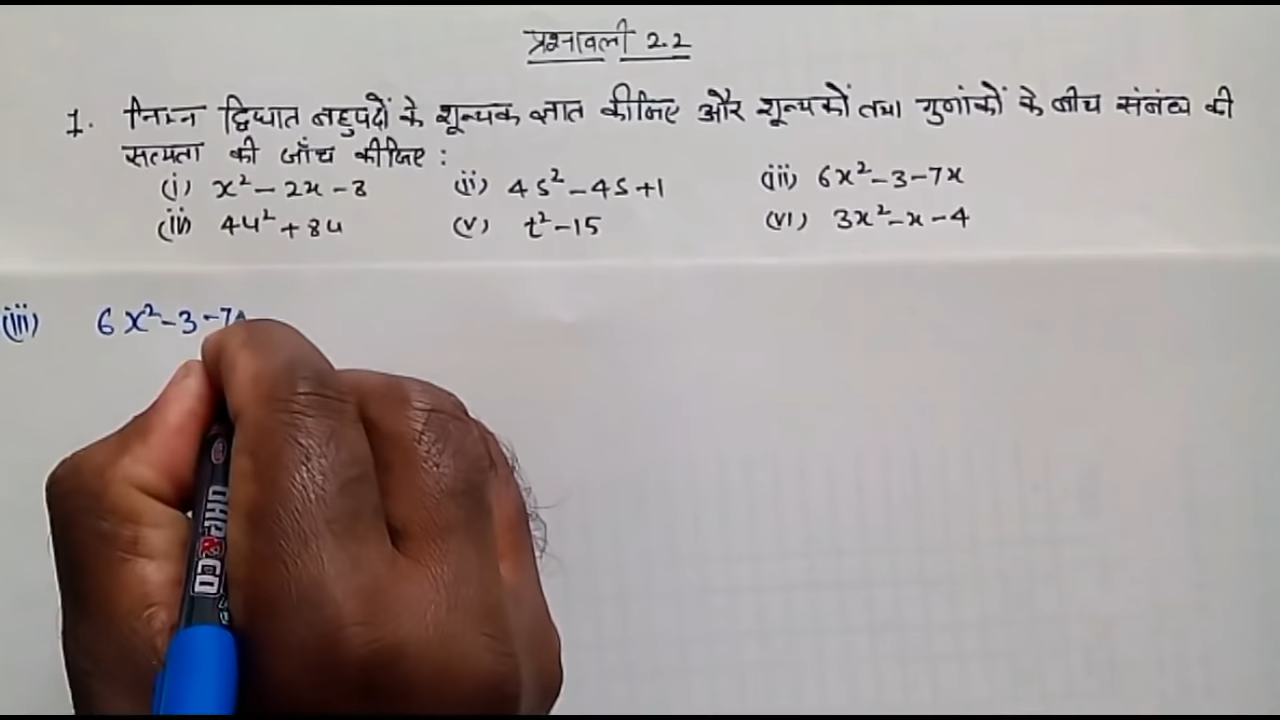 प्रश्नावली 2.2
1. निम्न द्विघात बहुपदों के शून्यक ज्ञात कीजिए और शून्यकों तथा गुणांकों के बीच संबंध की
सत्यता की जाँच कीजिए :
(i) x² - 2x - 8 (ii) 4s² - 4s + 1 (iii) 6x² - 3 - 7x
(iv) 4u² + 8u (v) t² - 15 (vi) 3x² - x - 4
(iii) 6x² - 3 - 7x